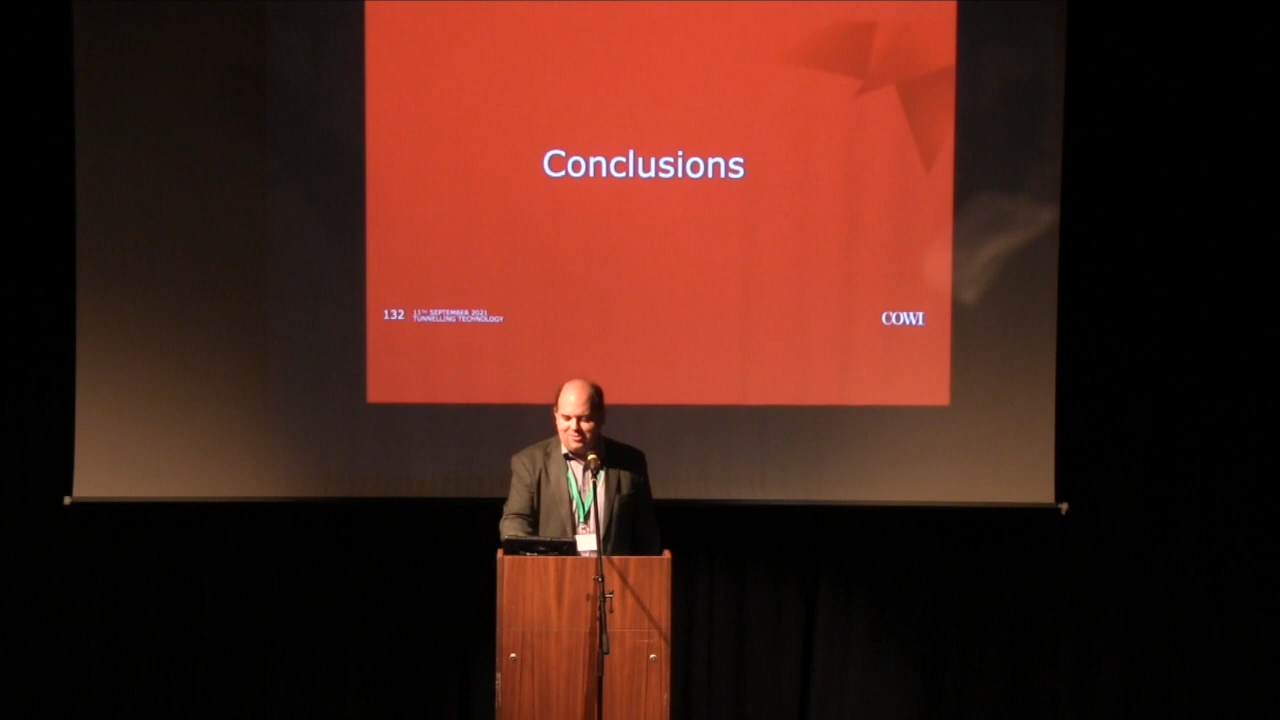 Conclusions
132
11TH SEPTEMBER 2021
TUNNELLING TECHNOLOGY
COWI